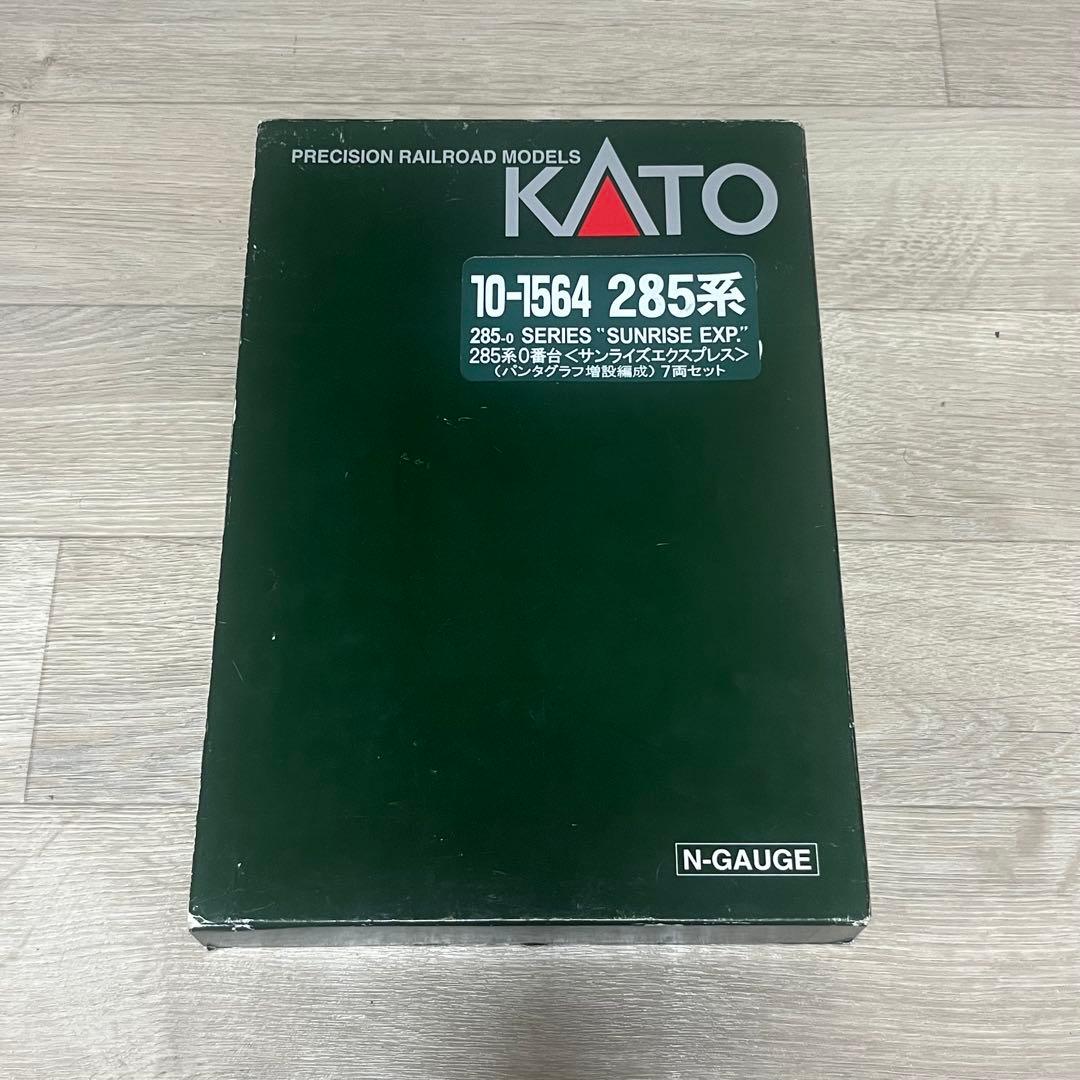 PRECISION RAILROAD MODELS
KATO
10-1564 285系
285-0 SERIES "SUNRISE EXP."
285系0番台<サンライズエクスプレス>
(パンタグラフ増設編成) 7両セット
N-GAUGE